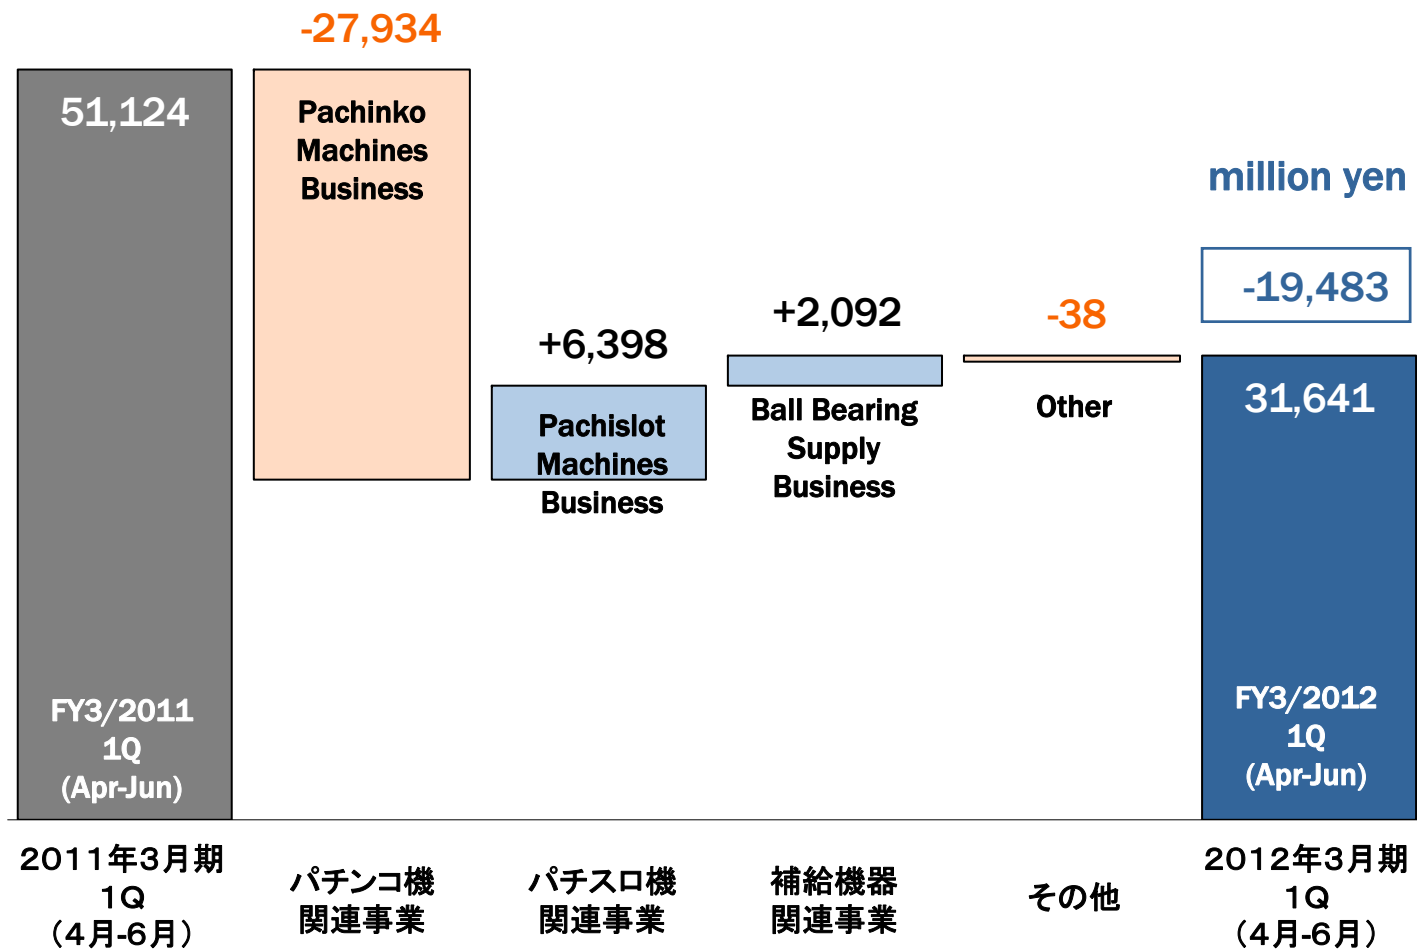 -27,934
51,124
Pachinko
Machines
Business
million yen
-19,483
+6,398
+2,092
-38
31,641
Pachislot
Machines
Business
Ball Bearing
Supply
Business
Other
FY3/2011
1Q
(Apr-Jun)
FY3/2012
1Q
(Apr-Jun)
2011年3月期
1Q
（4月-6月）
パチンコ機
関連事業
パチスロ機
関連事業
補給機器
関連事業
その他
2012年3月期
1Q
（4月-6月）